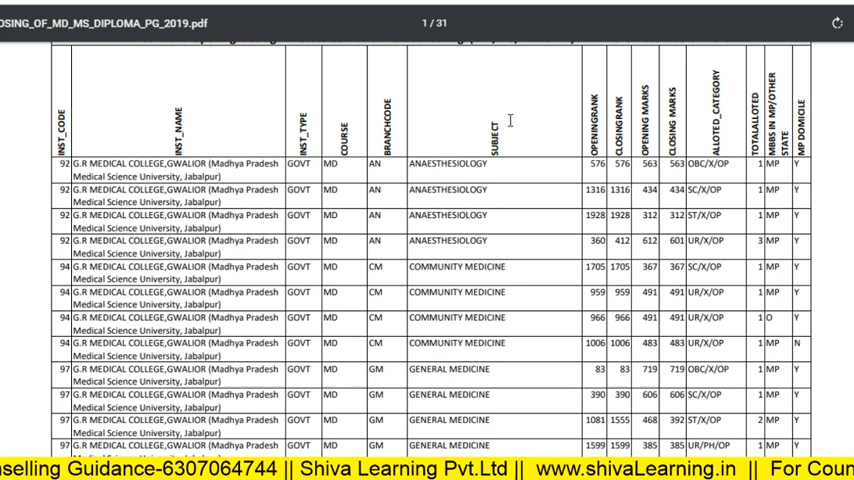 OSING_OF_MD_MS_DIPLOMA_PG_2019.pdf 1 / 31
INST_CODE INST_NAME INST_TYPE COURSE BRANCHCODE SUBJECT OPENINGRANK CLOSINGRANK OPENING MARKS CLOSING MARKS ALLOTED_CATEGORY TOTALALLOTED MBBS IN MP/OTHER STATE MP DOMICILE
92 G.R MEDICAL COLLEGE,GWALIOR (Madhya Pradesh GOVT MD AN ANAESTHESIOLOGY 576 576 563 563 OBC/X/OP 1 MP Y
Medical Science University, Jabalpur)
92 G.R MEDICAL COLLEGE,GWALIOR (Madhya Pradesh GOVT MD AN ANAESTHESIOLOGY 1316 1316 434 434 SC/X/OP 1 MP Y
Medical Science University, Jabalpur)
92 G.R MEDICAL COLLEGE,GWALIOR (Madhya Pradesh GOVT MD AN ANAESTHESIOLOGY 1928 1928 312 312 ST/X/OP 1 MP Y
Medical Science University, Jabalpur)
92 G.R MEDICAL COLLEGE,GWALIOR (Madhya Pradesh GOVT MD AN ANAESTHESIOLOGY 360 412 612 601 UR/X/OP 3 MP Y
Medical Science University, Jabalpur)
94 G.R MEDICAL COLLEGE,GWALIOR (Madhya Pradesh GOVT MD CM COMMUNITY MEDICINE 1705 1705 367 367 SC/X/OP 1 MP Y
Medical Science University, Jabalpur)
94 G.R MEDICAL COLLEGE,GWALIOR (Madhya Pradesh GOVT MD CM COMMUNITY MEDICINE 959 959 491 491 UR/X/OP 1 MP Y
Medical Science University, Jabalpur)
94 G.R MEDICAL COLLEGE,GWALIOR (Madhya Pradesh GOVT MD CM COMMUNITY MEDICINE 966 966 491 491 UR/X/OP 1 O Y
Medical Science University, Jabalpur)
94 G.R MEDICAL COLLEGE,GWALIOR (Madhya Pradesh GOVT MD CM COMMUNITY MEDICINE 1006 1006 483 483 UR/X/OP 1 MP N
Medical Science University, Jabalpur)
97 G.R MEDICAL COLLEGE,GWALIOR (Madhya Pradesh GOVT MD GM GENERAL MEDICINE 83 83 719 719 OBC/X/OP 1 MP Y
Medical Science University, Jabalpur)
97 G.R MEDICAL COLLEGE,GWALIOR (Madhya Pradesh GOVT MD GM GENERAL MEDICINE 390 390 606 606 SC/X/OP 1 MP Y
Medical Science University, Jabalpur)
97 G.R MEDICAL COLLEGE,GWALIOR (Madhya Pradesh GOVT MD GM GENERAL MEDICINE 1081 1555 468 392 ST/X/OP 2 MP Y
Medical Science University, Jabalpur)
97 G.R MEDICAL COLLEGE,GWALIOR (Madhya Pradesh GOVT MD GM GENERAL MEDICINE 1599 1599 385 385 UR/PH/OP 1 MP Y
nselling Guidance-6307064744 || Shiva Learning Pvt.Ltd || www.shivaLearning.in || For Coun